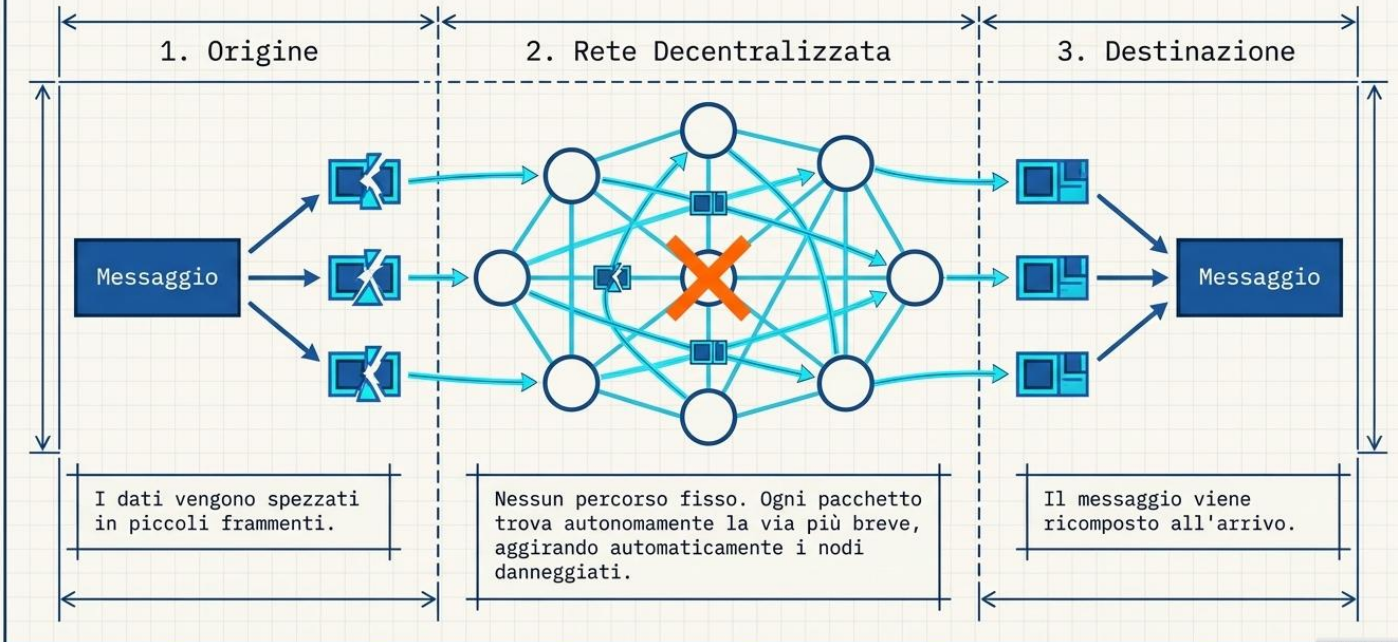 1. Origine
2. Rete Decentralizzata
3. Destinazione
Messaggio
Messaggio
I dati vengono spezzati
in piccoli frammenti.
Nessun percorso fisso. Ogni pacchetto
trova autonomamente la via più breve,
aggirando automaticamente i nodi
danneggiati.
Il messaggio viene
ricomposto all'arrivo.